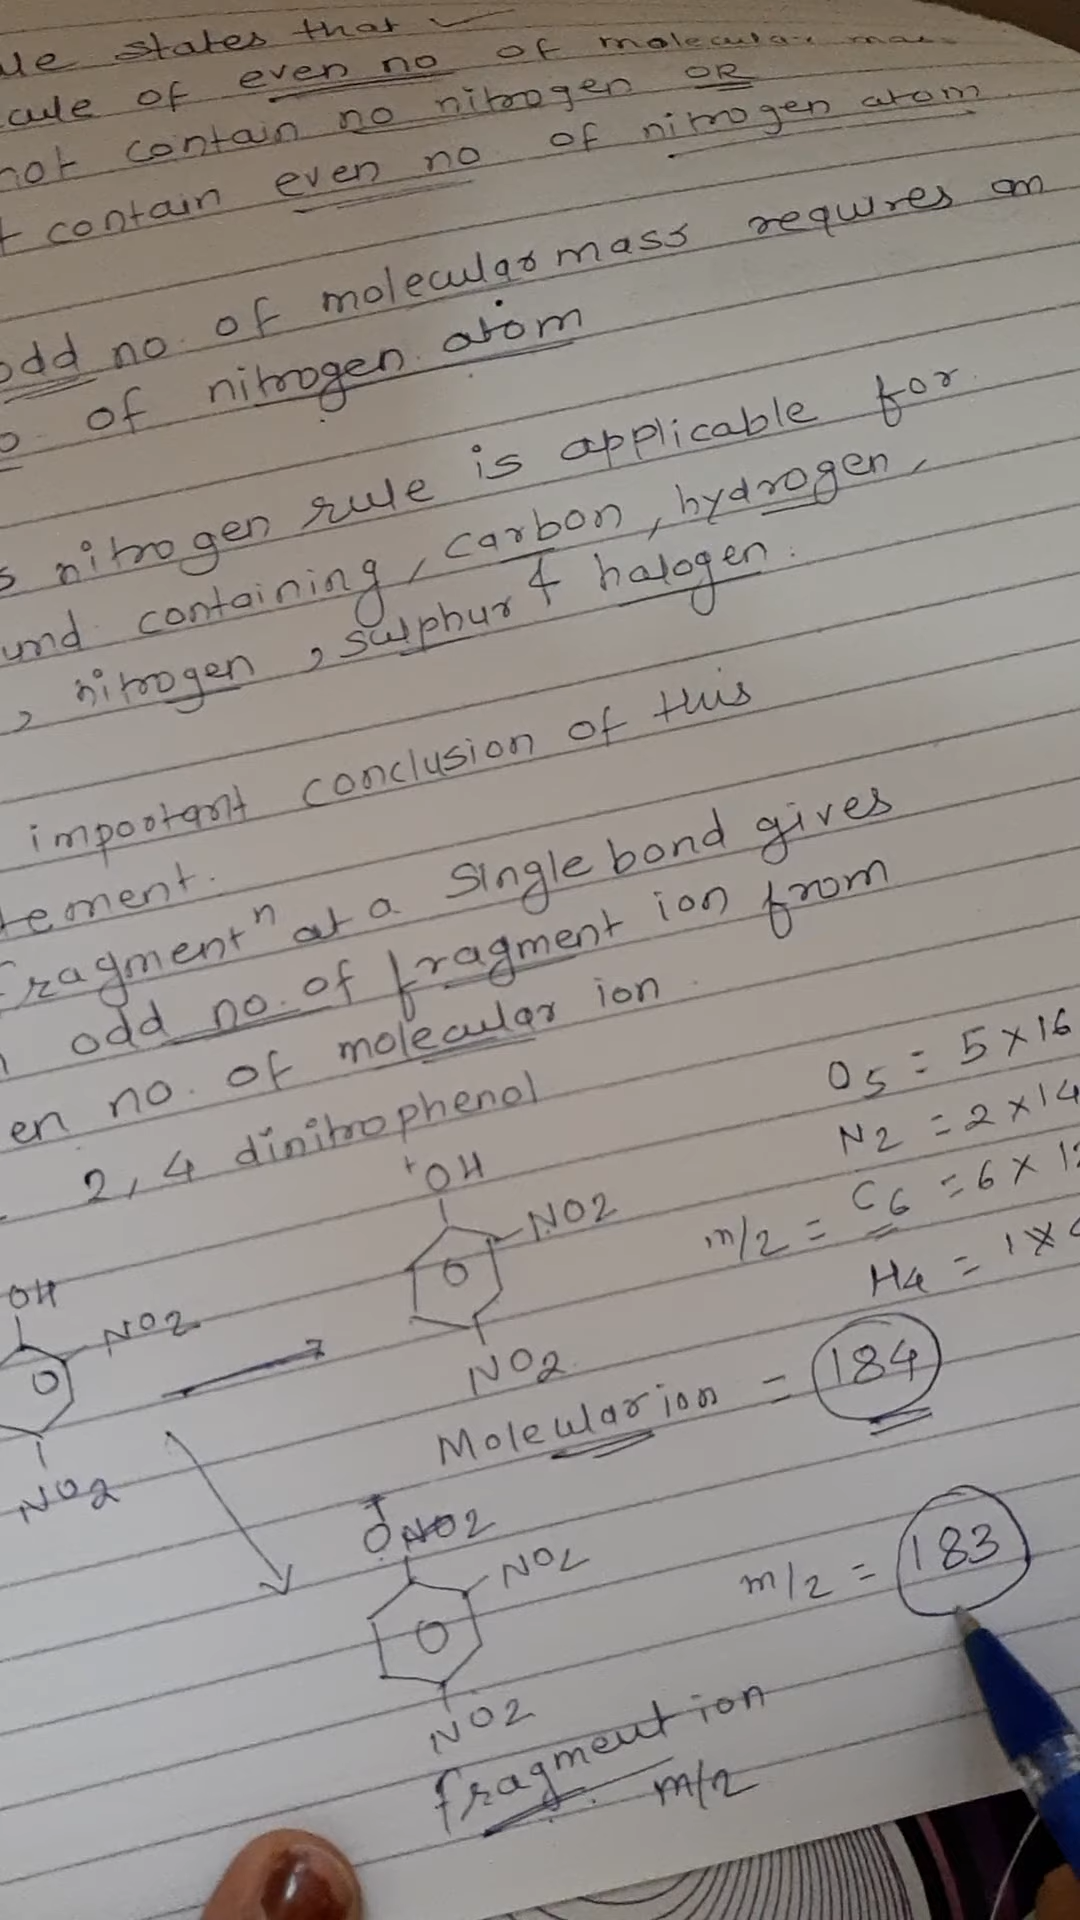 states that
cule of even no of molecular
not contain no nitrogen OR
contain even no of nitrogen atom
odd no. of molecular mass requires an
of nitrogen atom
s nitrogen rule is applicable for
und containing, carbon, hydrogen,
, nitrogen, sulphur & halogen.
important conclusion of this
tement.
fragmentⁿ at a single bond gives
odd no. of fragment ion from
en no. of molecular ion
2,4 dinitrophenol
O5 = 5×16
N2 = 2×14
m/z = C6 = 6×12
H4 = 1×
OH
NO2
NO2
+OH
NO2
NO2
Molecular ion = 184
+
O
NO2
NO2
m/z = 183
fragment ion
m/z